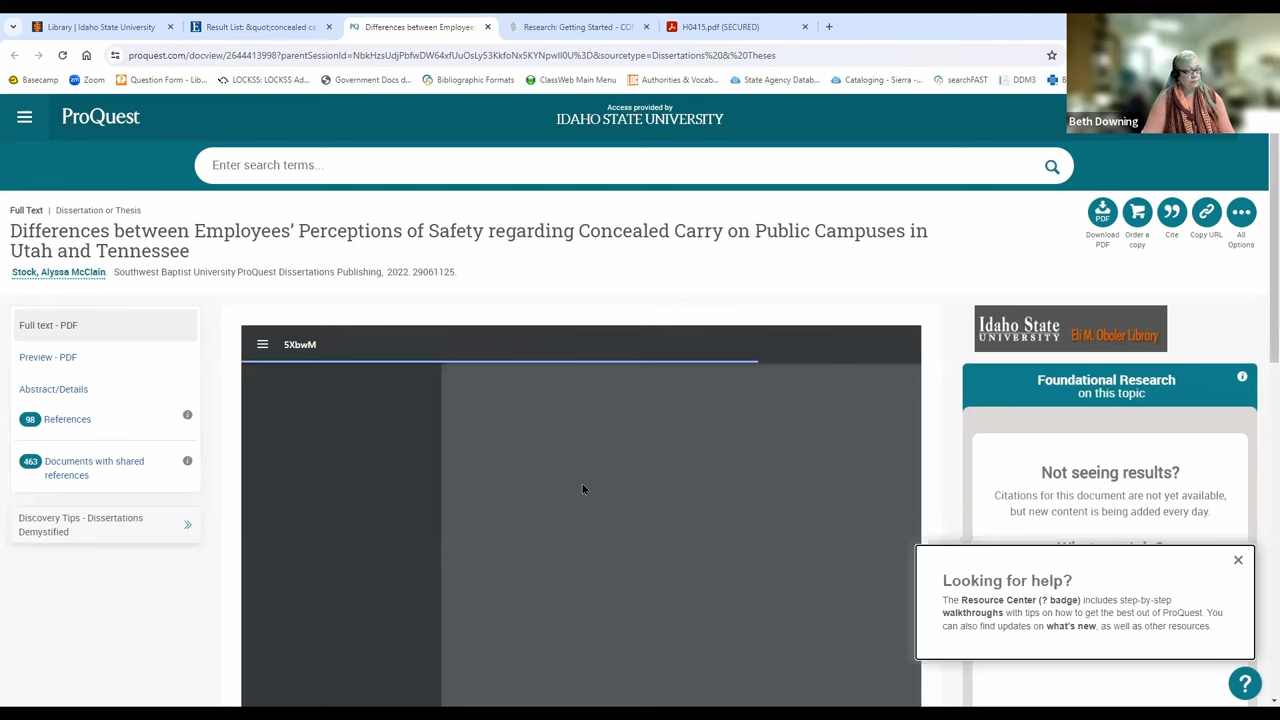 Library | Idaho State University
Result List: &quot;concealed ca
Differences between Employee
Research: Getting Started - CO
H0415.pdf (SECURED)
proquest.com/docview/2644413998?parentSessionId=NbkHzsUdjPbfwDW64xfUuOsLy53KkfoNx5KYNpwlI0U%3D&sourcetype=Dissertations%20&%20Theses
Basecamp
Zoom
Question Form - Lib...
LOCKSS: LOCKSS Ad...
Government Docs d...
Bibliographic Formats
ClassWeb Main Menu
Authorities & Vocab...
State Agency Datab...
Cataloging - Sierra -...
searchFAST
DDM3
Beth Downing
ProQuest
Access provided by
IDAHO STATE UNIVERSITY
Enter search terms...
Full Text | Dissertation or Thesis
Differences between Employees’ Perceptions of Safety regarding Concealed Carry on Public Campuses in
Utah and Tennessee
Stock, Alyssa McClain. Southwest Baptist University ProQuest Dissertations Publishing, 2022. 29061125.
PDF
Download
PDF
Order a
copy
Cite
Copy URL
All
Options
Full text - PDF
Preview - PDF
Abstract/Details
98 References
463 Documents with shared
references
Discovery Tips - Dissertations
Demystified
5XbwM
Idaho State
UNIVERSITY
Eli M. Oboler Library
Foundational Research
on this topic
Not seeing results?
Citations for this document are not yet available,
but new content is being added every day.
Looking for help?
The Resource Center (? badge) includes step-by-step
walkthroughs with tips on how to get the best out of ProQuest. You
can also find updates on what's new, as well as other resources.
?